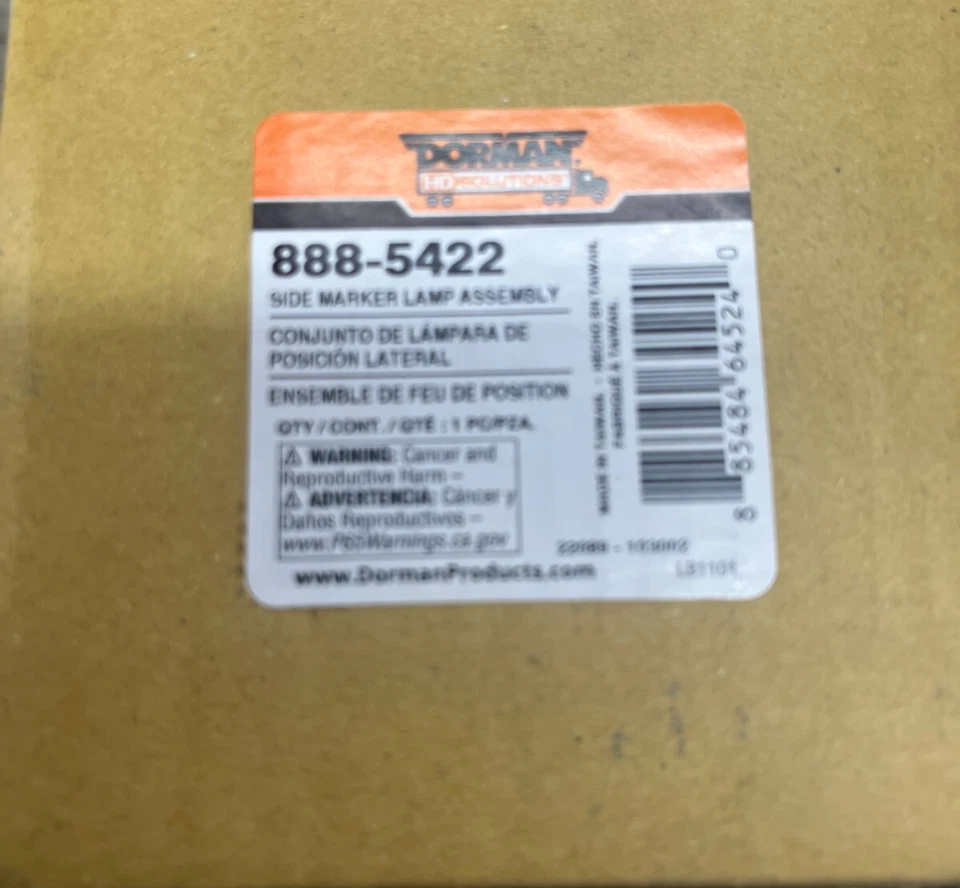 DORMAN
HD SOLUTIONS
888-5422
SIDE MARKER LAMP ASSEMBLY
CONJUNTO DE LÁMPARA DE
POSICIÓN LATERAL
ENSEMBLE DE FEU DE POSITION
QTY / CONT. / QTÉ : 1 PC/PZA.
⚠ WARNING: Cancer and
Reproductive Harm –
⚠ ADVERTENCIA: Cáncer y
Daños Reproductivos –
www.P65Warnings.ca.gov
www.DormanProducts.com
MADE IN TAIWAN. - HECHO EN TAIWAN.
FABRIQUÉ À TAIWAN.
8 85484 64524 0